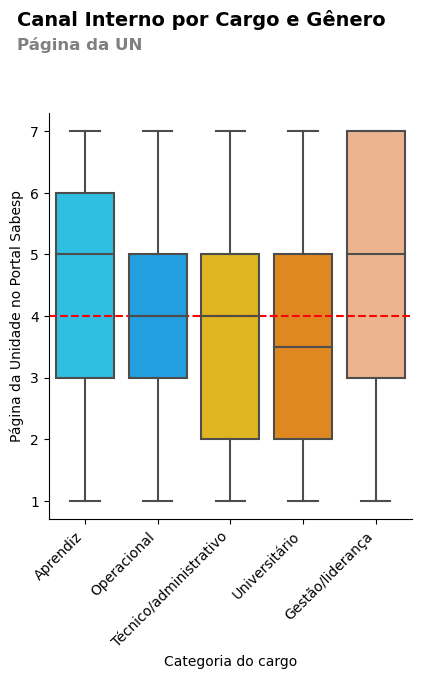 Canal Interno por Cargo e Gênero
Página da UN
Página da Unidade no Portal Sabesp
7
6
5
4
3
2
1
Aprendiz
Operacional
Técnico/administrativo
Universitário
Gestão/liderança
Categoria do cargo